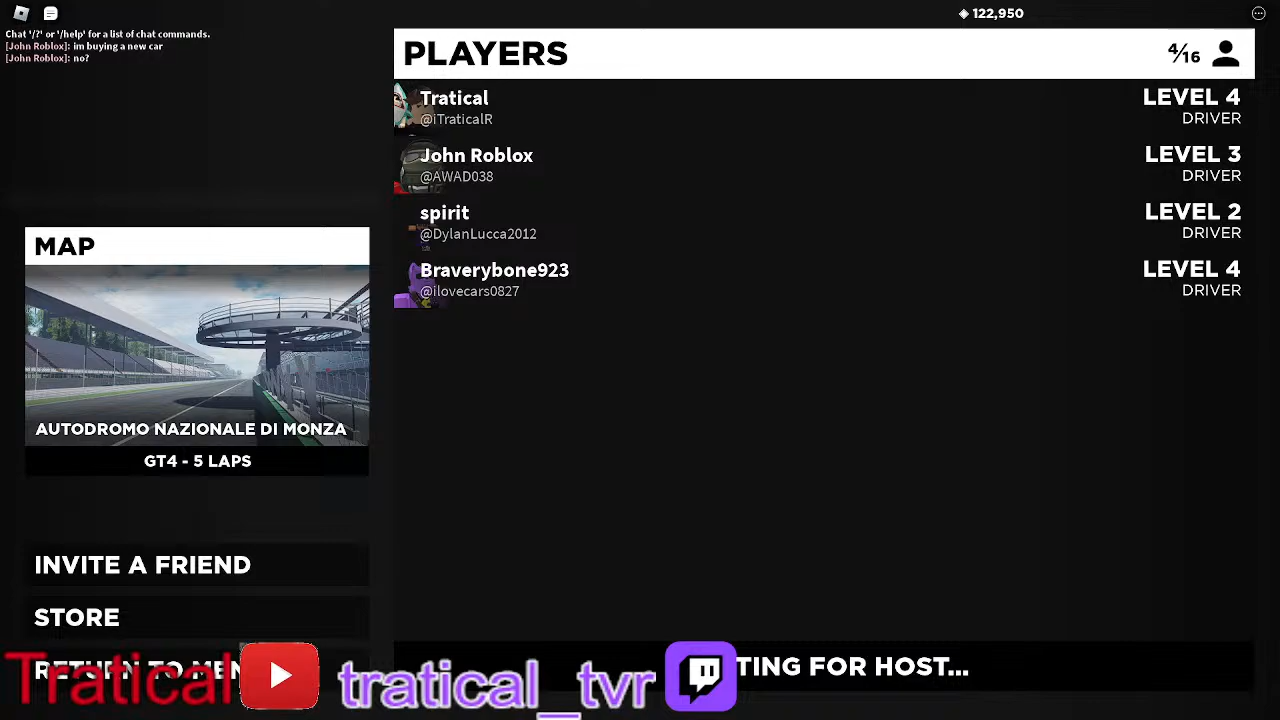 122,950
Chat '/?' or '/help' for a list of chat commands.
[John Roblox]: im buying a new car
[John Roblox]: no?
PLAYERS
4/16
Tratical
@iTraticalR
LEVEL 4
DRIVER
John Roblox
@AWAD038
LEVEL 3
DRIVER
spirit
@DylanLucca2012
LEVEL 2
DRIVER
Braverybone923
@ilovecars0827
LEVEL 4
DRIVER
MAP
AUTODROMO NAZIONALE DI MONZA
GT4 - 5 LAPS
INVITE A FRIEND
STORE
RETURN TO MEN
Tratical
tratical_tvr
TING FOR HOST...